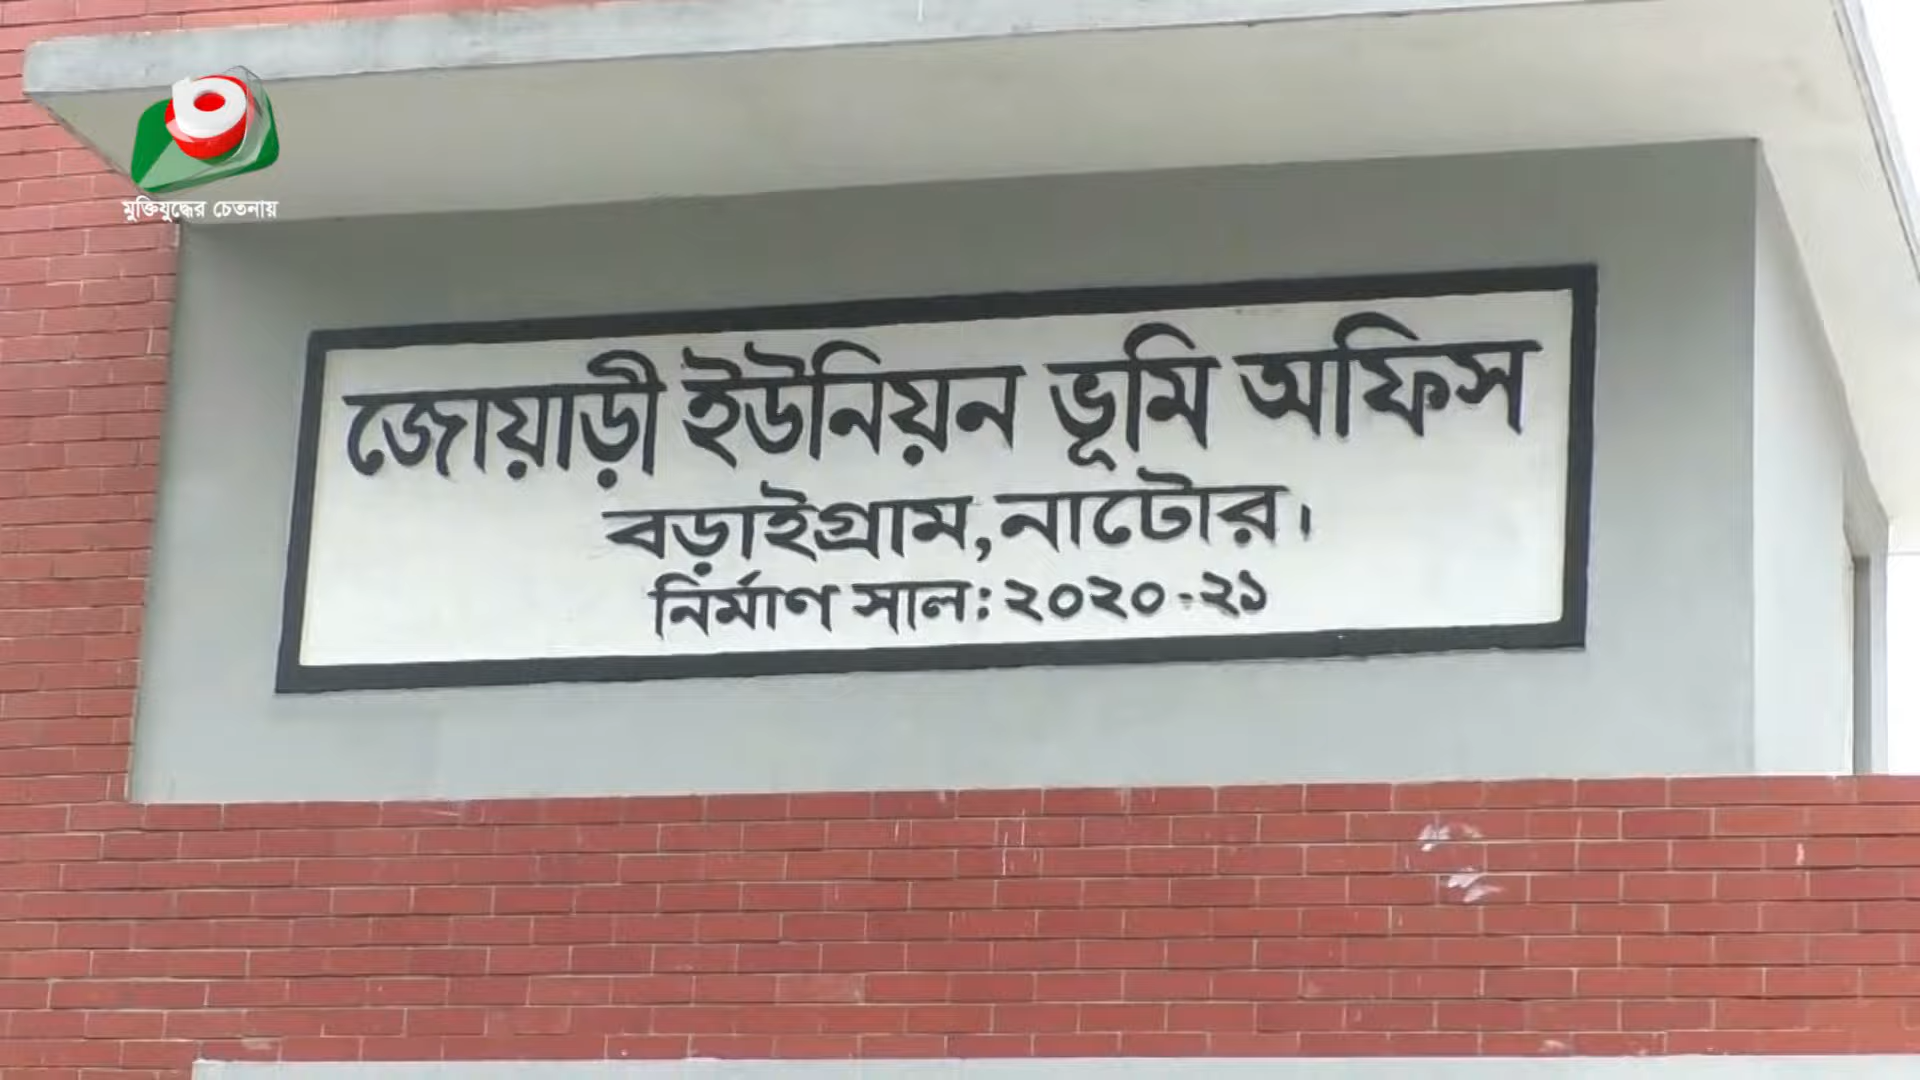 মুক্তিযুদ্ধের চেতনায়
জোয়াড়ী ইউনিয়ন ভূমি অফিস
বড়াইগ্রাম, নাটোর।
নির্মাণ সাল: ২০২০-২১